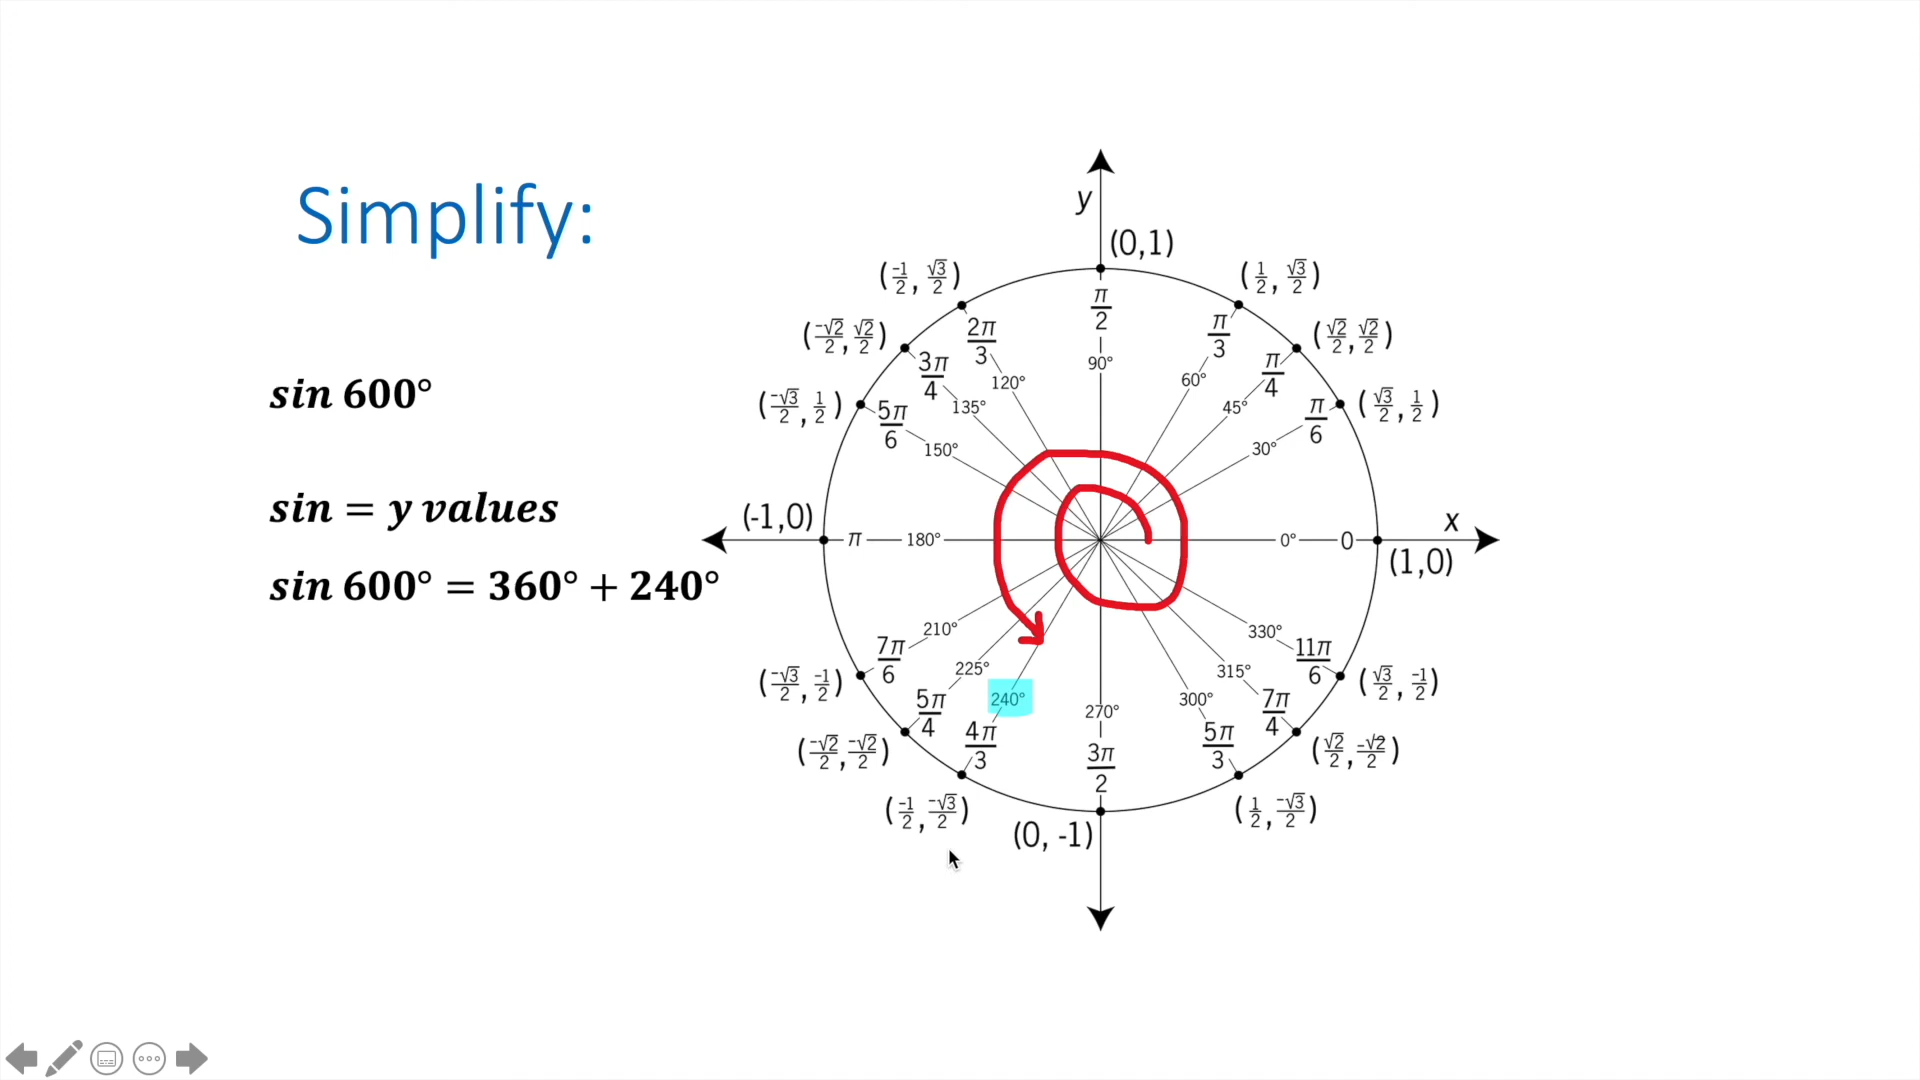 Simplify:
sin 600°
sin = y values
sin 600° = 360° + 240°
y
(0,1)
(-1/2, √3/2)
(1/2, √3/2)
(-√2/2, √2/2)
(√2/2, √2/2)
(-√3/2, 1/2)
(√3/2, 1/2)
π/2
2π/3
π/3
3π/4
π/4
5π/6
π/6
90°
120°
60°
135°
45°
150°
30°
(-1,0)
π
180°
0°
0
x
(1,0)
210°
330°
7π/6
11π/6
225°
315°
(-√3/2, -1/2)
(√3/2, -1/2)
240°
300°
270°
5π/4
7π/4
4π/3
5π/3
3π/2
(-√2/2, -√2/2)
(√2/2, -√2/2)
(-1/2, -√3/2)
(1/2, -√3/2)
(0, -1)